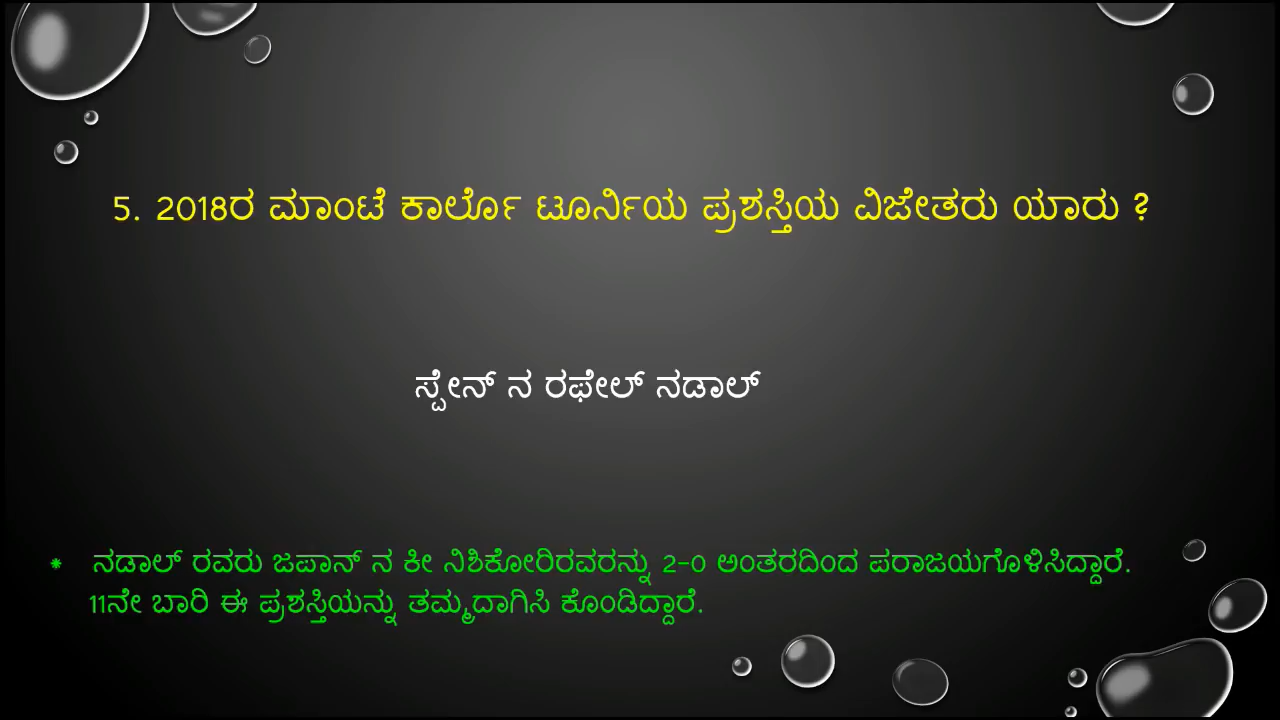 5. 2018ರ ಮಾಂಟೆ ಕಾರ್ಲೊ ಟೂರ್ನಿಯ ಪ್ರಶಸ್ತಿಯ ವಿಜೇತರು ಯಾರು ?
ಸ್ಪೇನ್ ನ ರಫೇಲ್ ನಡಾಲ್
* ನಡಾಲ್ ರವರು ಜಪಾನ್ ನ ಕೀ ನಿಶಿಕೋರಿರವರನ್ನು 2-0 ಅಂತರದಿಂದ ಪರಾಜಯಗೊಳಿಸಿದ್ದಾರೆ.
11ನೇ ಬಾರಿ ಈ ಪ್ರಶಸ್ತಿಯನ್ನು ತಮ್ಮದಾಗಿಸಿ ಕೊಂಡಿದ್ದಾರೆ.